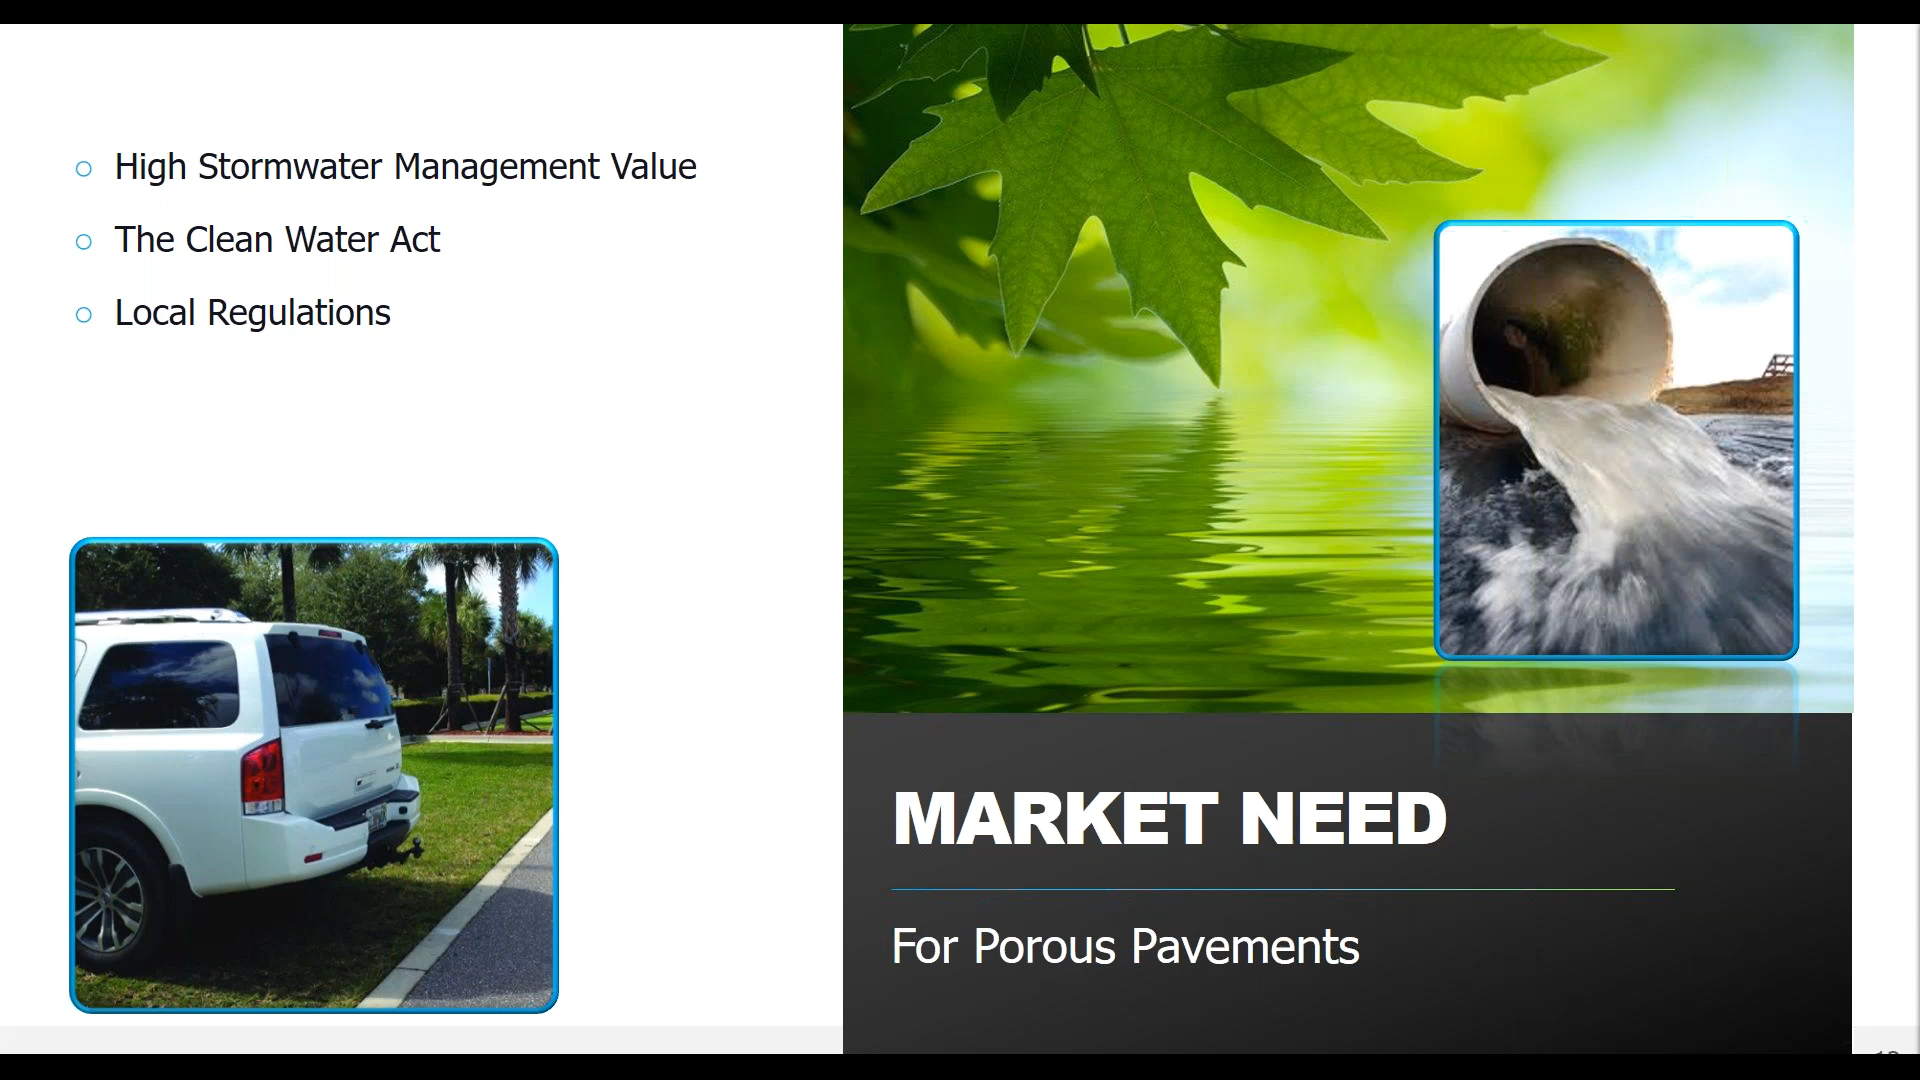 High Stormwater Management Value
The Clean Water Act
Local Regulations
MARKET NEED
For Porous Pavements